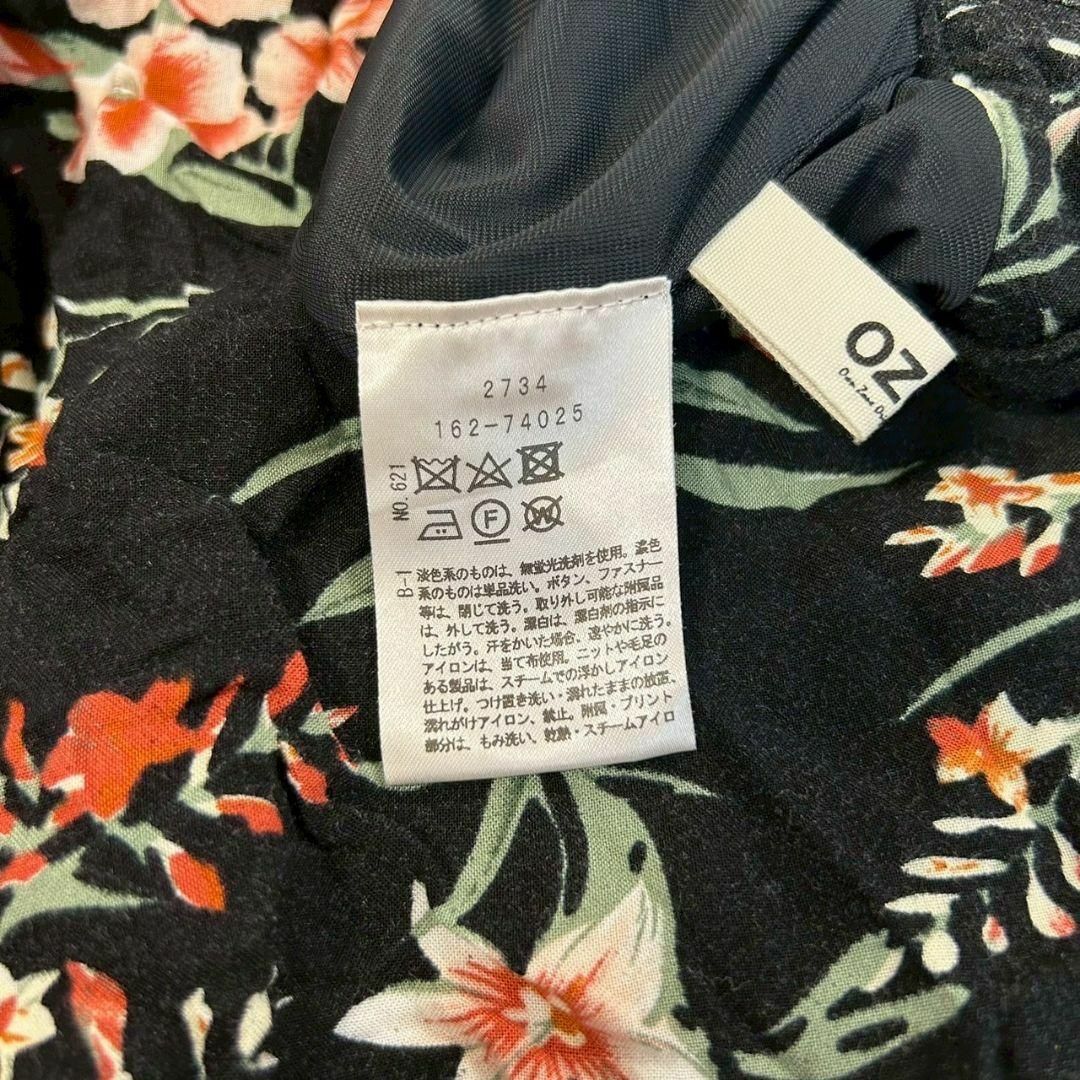 2734
162-74025
NO.621
F
W
B-1
淡色系のものは、無蛍光洗剤を使用。濃色
系のものは単品洗い。ボタン、ファスナー
等は、閉じて洗う。取り外し可能な附属品
は、外して洗う。漂白は、漂白剤の指示に
したがう。汗をかいた場合、速やかに洗う。
アイロンは、当て布使用。ニットや毛足の
ある製品は、スチームでの浮かしアイロン
仕上げ。つけ置き洗い・濡れたままの放置、
濡れがけアイロン、禁止。附属・プリント
部分は、もみ洗い、乾熱・スチームアイロ
OZ